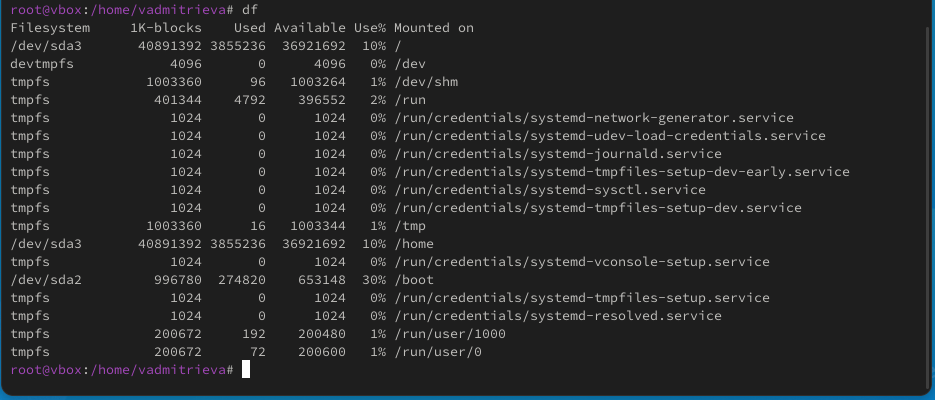 root@vbox:/home/vadmitrieva# df
Filesystem     1K-blocks    Used Available Use% Mounted on
/dev/sda3       40891392 3855236  36921692  10% /
devtmpfs            4096       0      4096   0% /dev
tmpfs            1003360      96   1003264   1% /dev/shm
tmpfs             401344    4792    396552   2% /run
tmpfs               1024       0      1024   0% /run/credentials/systemd-network-generator.service
tmpfs               1024       0      1024   0% /run/credentials/systemd-udev-load-credentials.service
tmpfs               1024       0      1024   0% /run/credentials/systemd-journald.service
tmpfs               1024       0      1024   0% /run/credentials/systemd-tmpfiles-setup-dev-early.service
tmpfs               1024       0      1024   0% /run/credentials/systemd-sysctl.service
tmpfs               1024       0      1024   0% /run/credentials/systemd-tmpfiles-setup-dev.service
tmpfs            1003360      16   1003344   1% /tmp
/dev/sda3       40891392 3855236  36921692  10% /home
tmpfs               1024       0      1024   0% /run/credentials/systemd-vconsole-setup.service
/dev/sda2         996780  274820    653148  30% /boot
tmpfs               1024       0      1024   0% /run/credentials/systemd-tmpfiles-setup.service
tmpfs               1024       0      1024   0% /run/credentials/systemd-resolved.service
tmpfs             200672     192    200480   1% /run/user/1000
tmpfs             200672      72    200600   1% /run/user/0
root@vbox:/home/vadmitrieva#